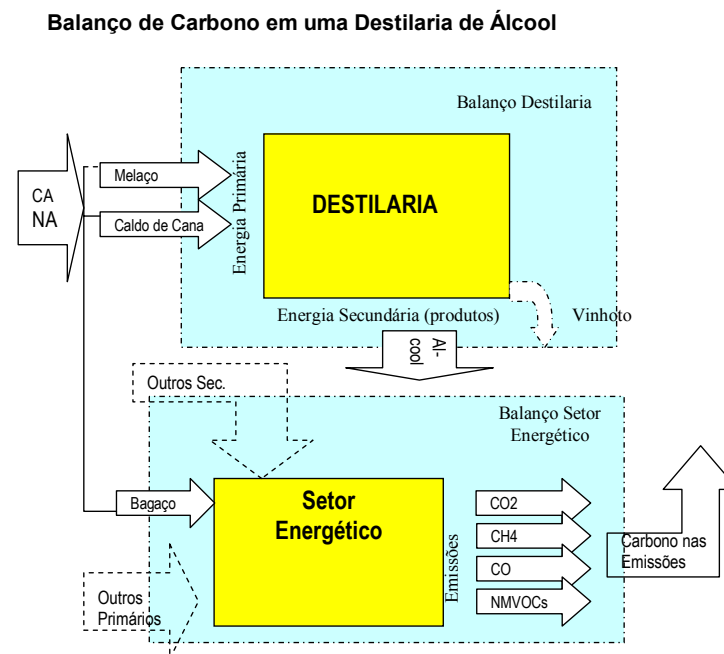 Balanço de Carbono em uma Destilaria de Álcool
Balanço Destilaria
Melaço
CA
NA
Caldo de Cana
Energia Primária
DESTILARIA
Energia Secundária (produtos)
Vinhoto
Al-
cool
Outros Sec.
Balanço Setor
Energético
Bagaço
Setor
Energético
Emissões
CO2
CH4
CO
NMVOCs
Carbono nas
Emissões
Outros
Primários